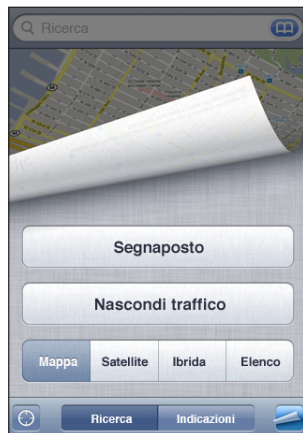 Ricerca
Segnaposto
Nascondi traffico
Mappa Satellite Ibrida Elenco
Ricerca Indicazioni